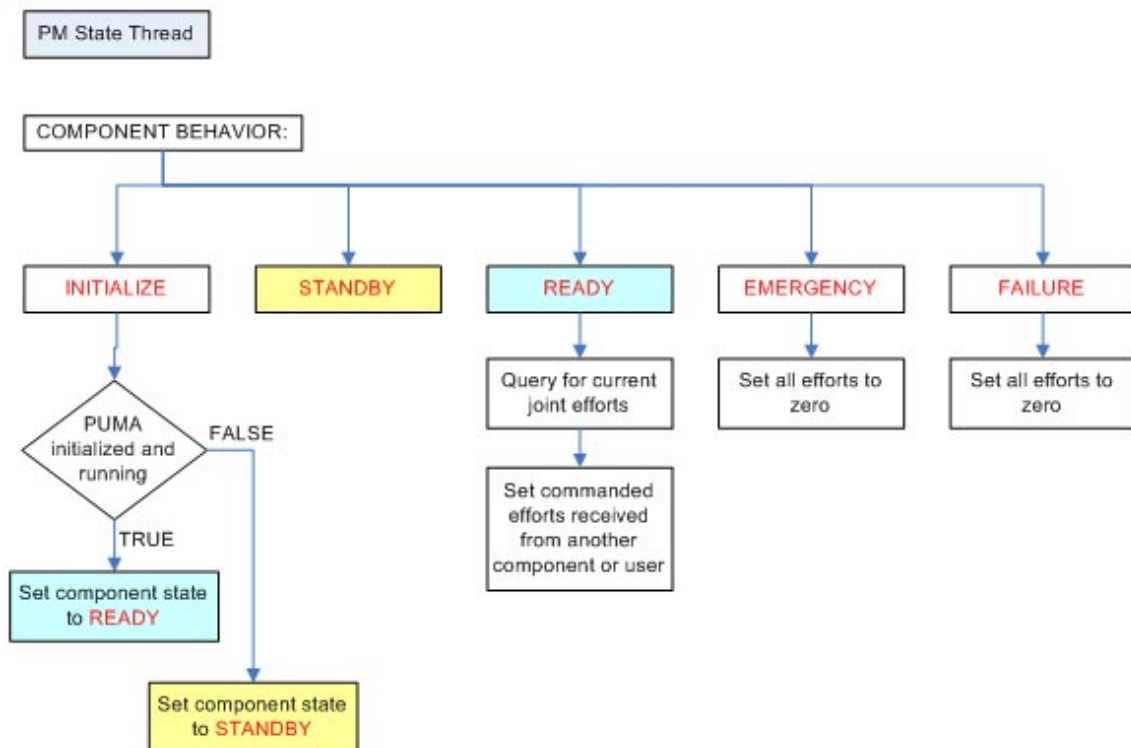 PM State Thread
COMPONENT BEHAVIOR:
INITIALIZE
STANDBY
READY
EMERGENCY
FAILURE
PUMA
initialized and
running
FALSE
TRUE
Set component state
to READY
Set component state
to STANDBY
Query for current
joint efforts
Set commanded
efforts received
from another
component or user
Set all efforts to
zero
Set all efforts to
zero